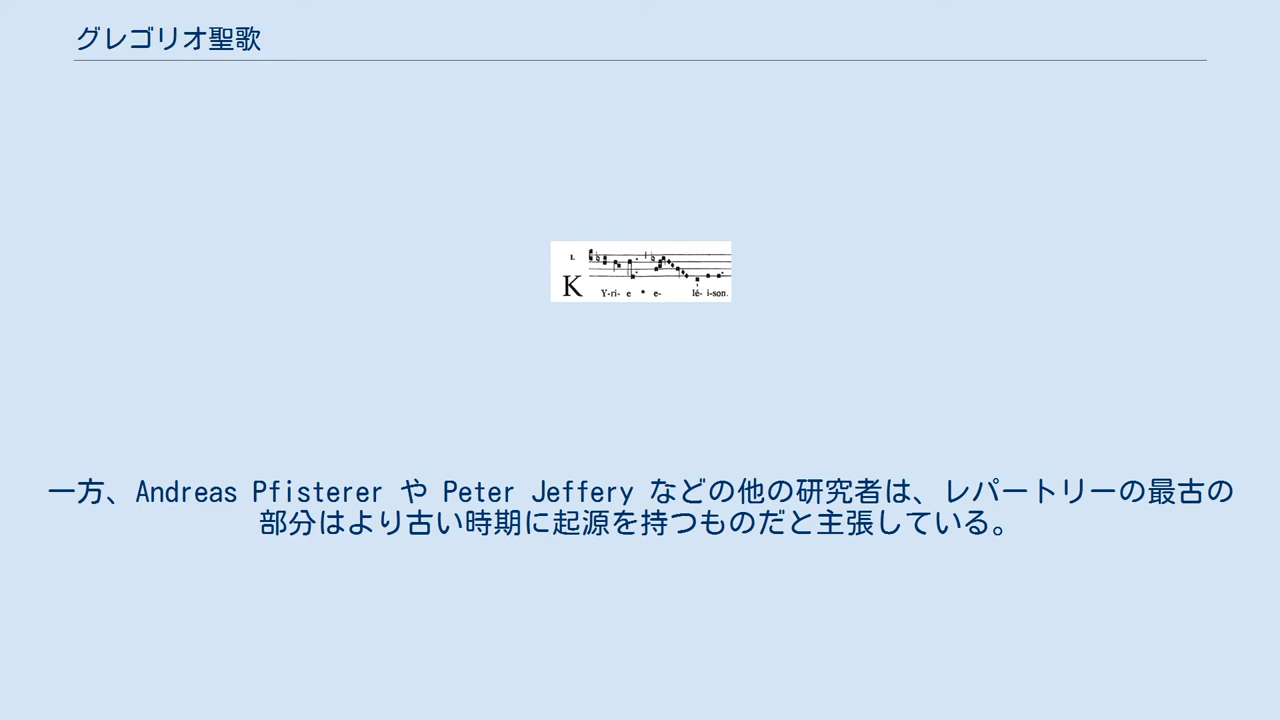 グレゴリオ聖歌
I.
K Y-ri- e * e- lé- i-son.
一方、Andreas Pfisterer や Peter Jeffery などの他の研究者は、レパートリーの最古の
部分はより古い時期に起源を持つものだと主張している。